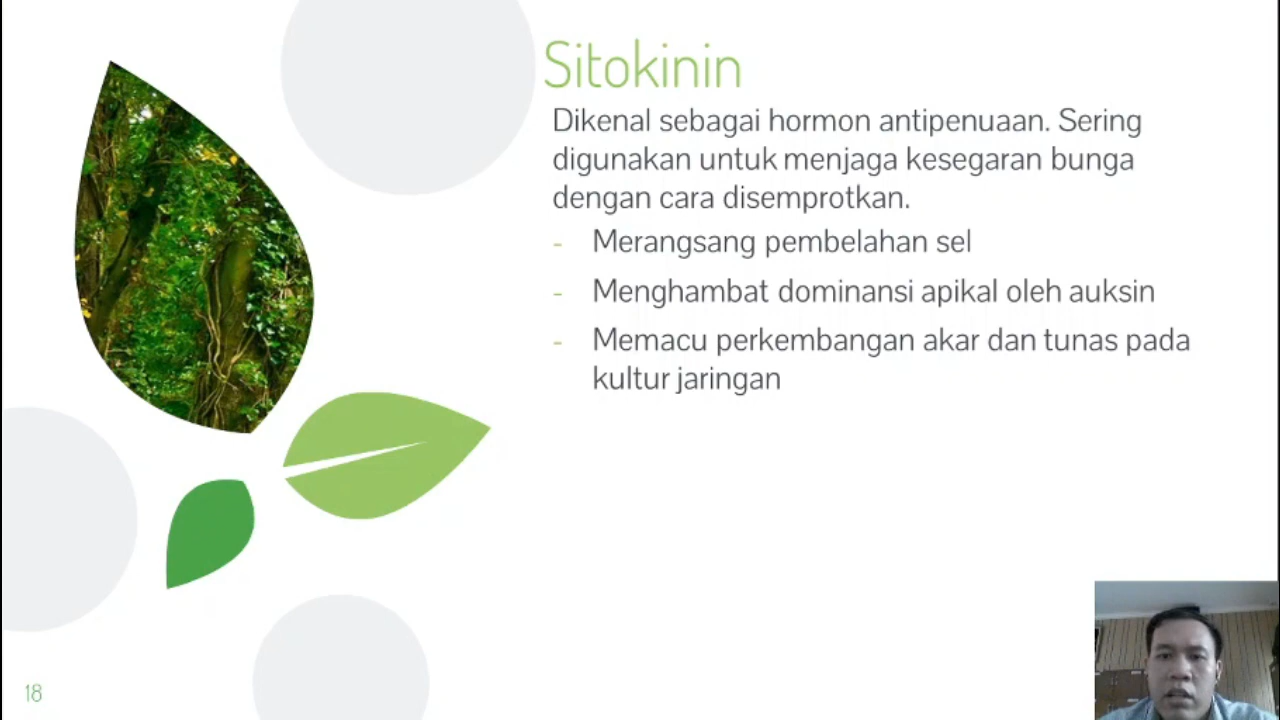 Sitokinin
Dikenal sebagai hormon antipenuaan. Sering
digunakan untuk menjaga kesegaran bunga
dengan cara disemprotkan.
- Merangsang pembelahan sel
- Menghambat dominansi apikal oleh auksin
- Memacu perkembangan akar dan tunas pada
kultur jaringan
18